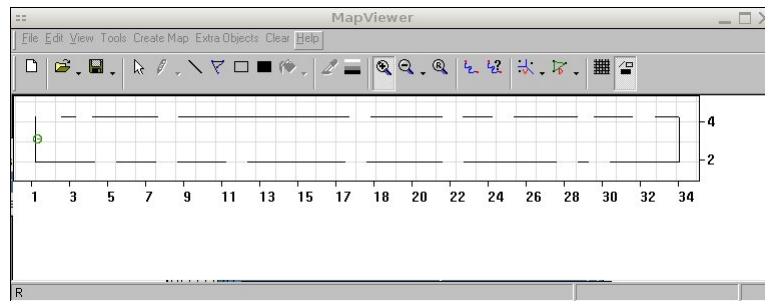 MapViewer
File Edit View Tools Create Map Extra Objects Clear Help
R ?
4
2
1 3 5 7 9 11 13 15 17 18 20 22 24 26 28 30 32 34
R